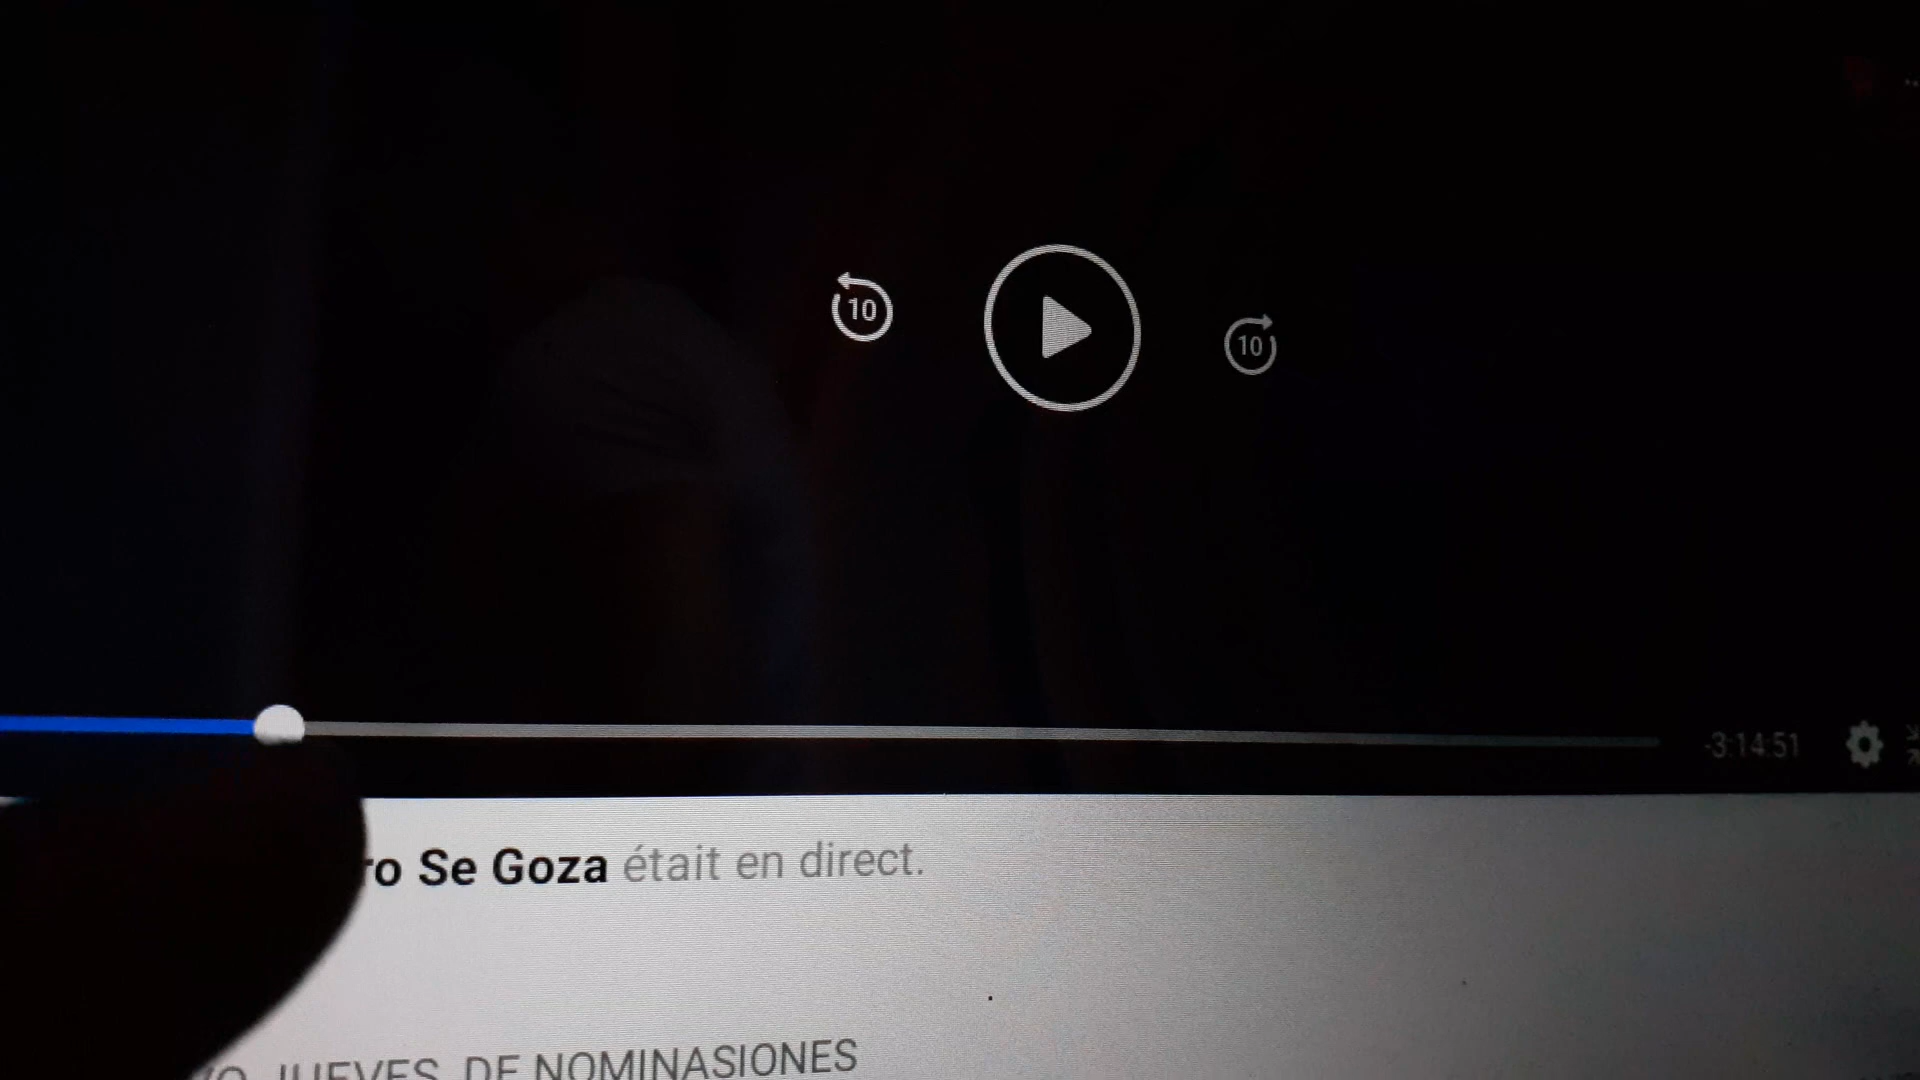 10
10
-3:14:51
Se Goza était en direct.
JUEVES DE NOMINASIONES